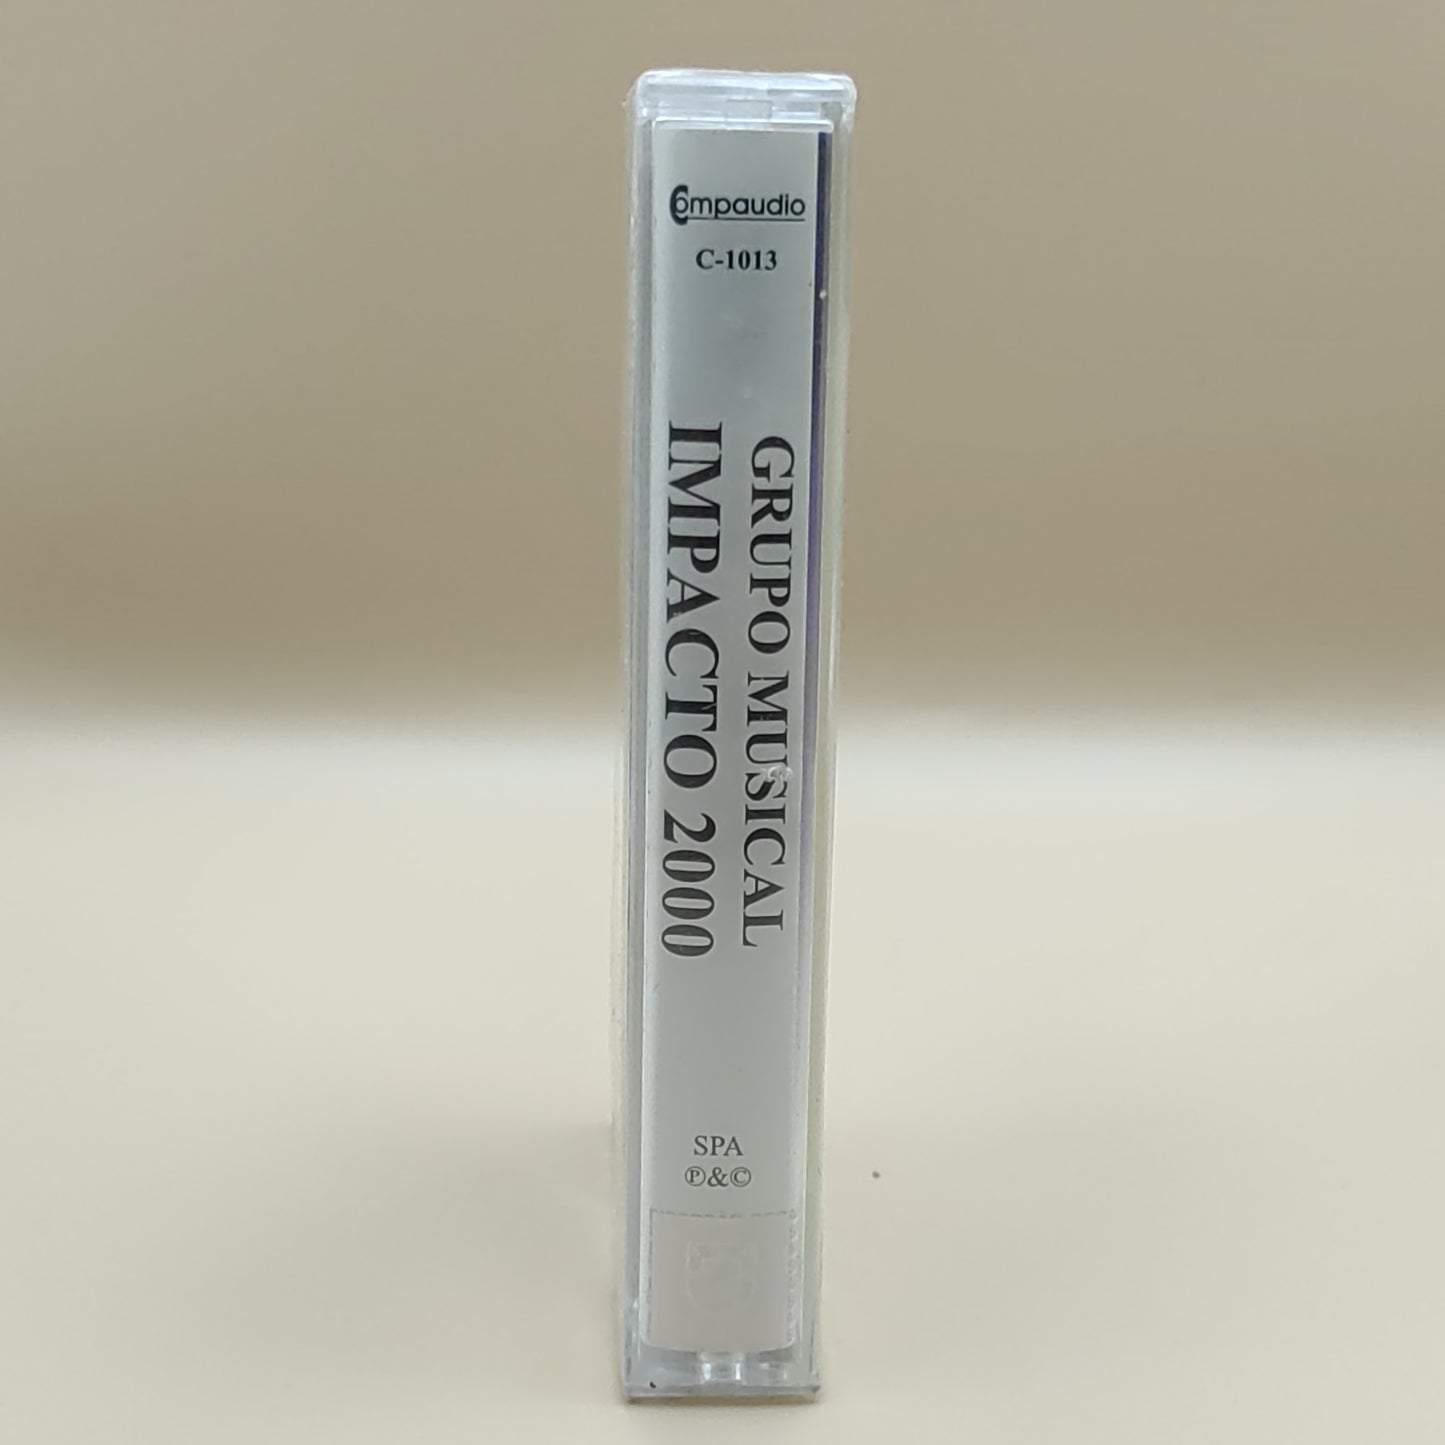 Compaudio
C-1013
GRUPO MUSICAL
IMPACTO 2000
SPA
℗&©